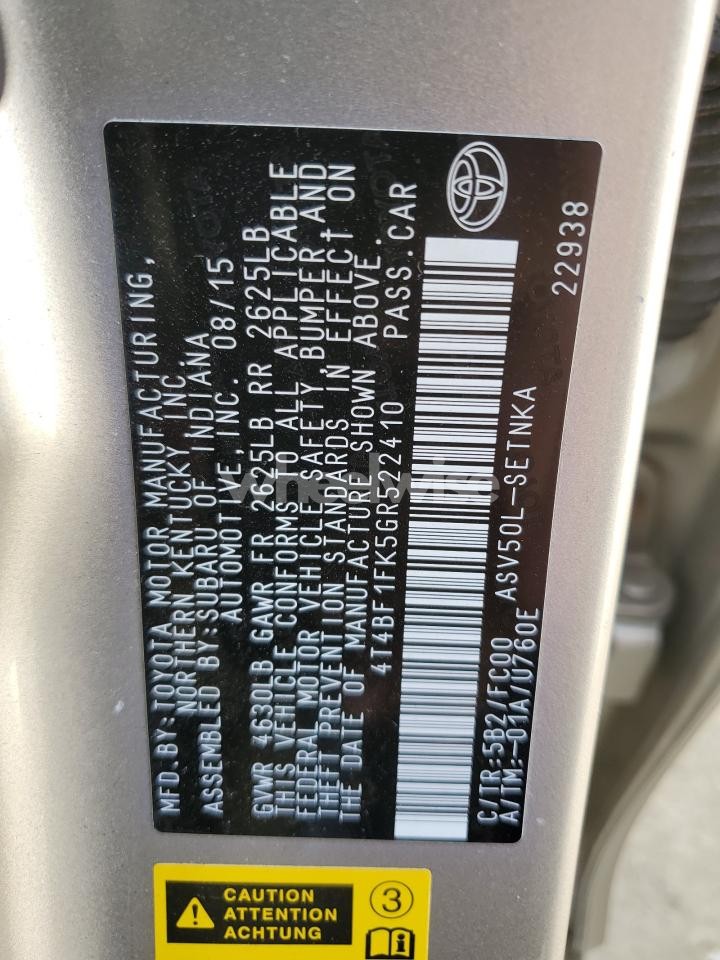 MFD.BY:TOYOTA MOTOR MANUFACTURING,
NORTHERN KENTUCKY INC.
ASSEMBLED BY:SUBARU OF INDIANA
AUTOMOTIVE,INC. 08/15
GVWR 4630LB GAWR FR 2625LB RR 2625LB
THIS VEHICLE CONFORMS TO ALL APPLICABLE
FEDERAL MOTOR VEHICLE SAFETY, BUMPER,AND
THEFT PREVENTION STANDARDS IN EFFECT ON
THE DATE OF MANUFACTURE SHOWN ABOVE.
4T4BF1FK5GR522410 PASS.CAR
C/TR:5B2/FC00 ASV50L-SETNKA
A/TM:-01A/U760E
22938
wheelwise
CAUTION
ATTENTION
ACHTUNG
3